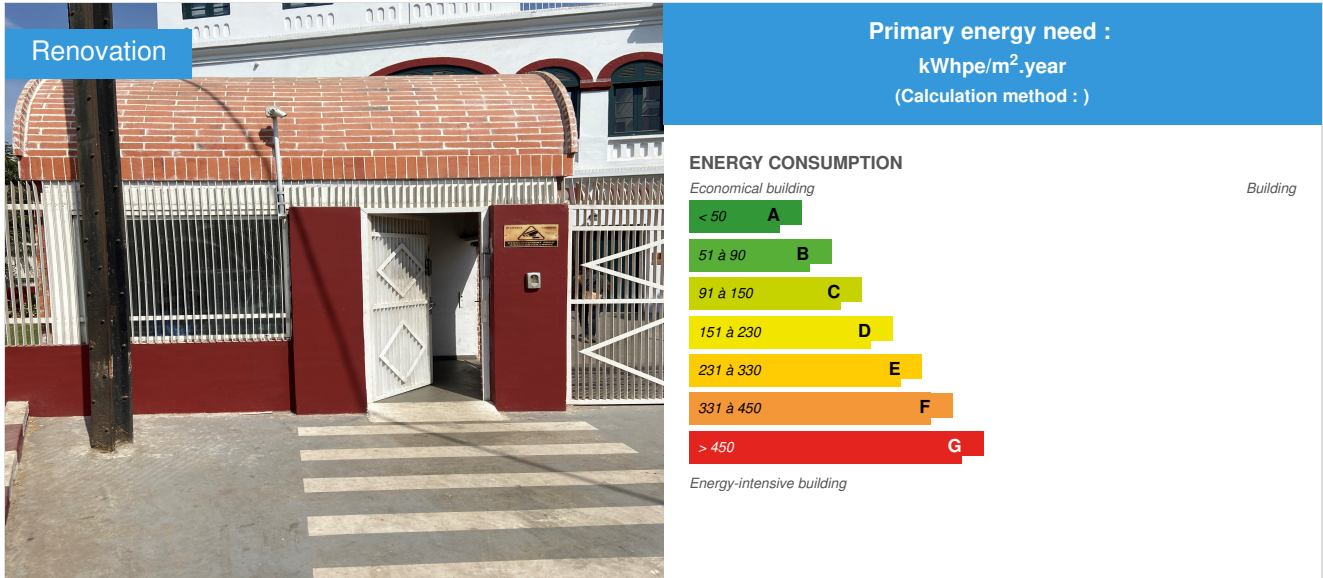 Renovation
Primary energy need :
kWhpe/m².year
(Calculation method : )
ENERGY CONSUMPTION
Economical building
Building
< 50 A
51 à 90 B
91 à 150 C
151 à 230 D
231 à 330 E
331 à 450 F
> 450 G
Energy-intensive building